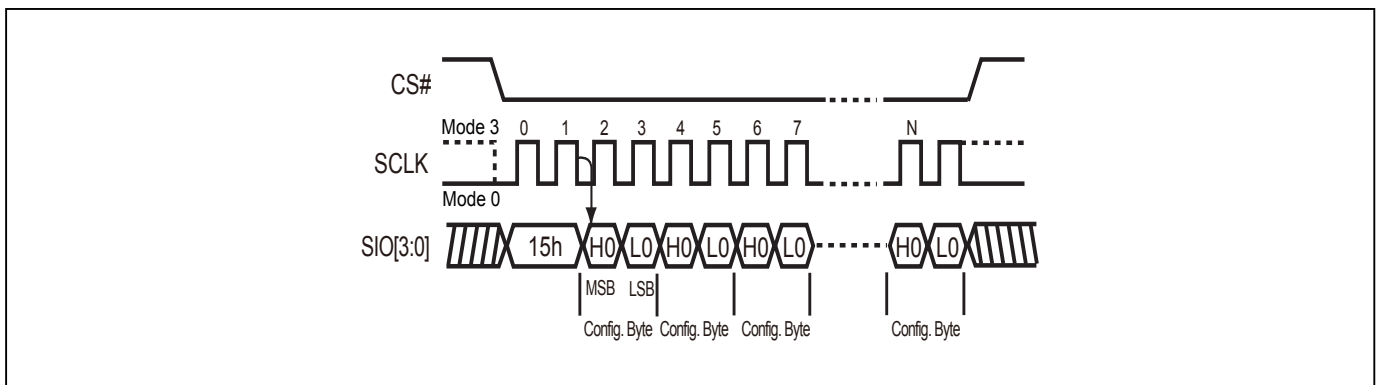 CS#
Mode 3 0 1 2 3 4 5 6 7 N
SCLK
Mode 0
SIO[3:0] 15h H0 L0 H0 L0 H0 L0 H0 L0
MSB LSB
Config. Byte Config. Byte Config. Byte Config. Byte